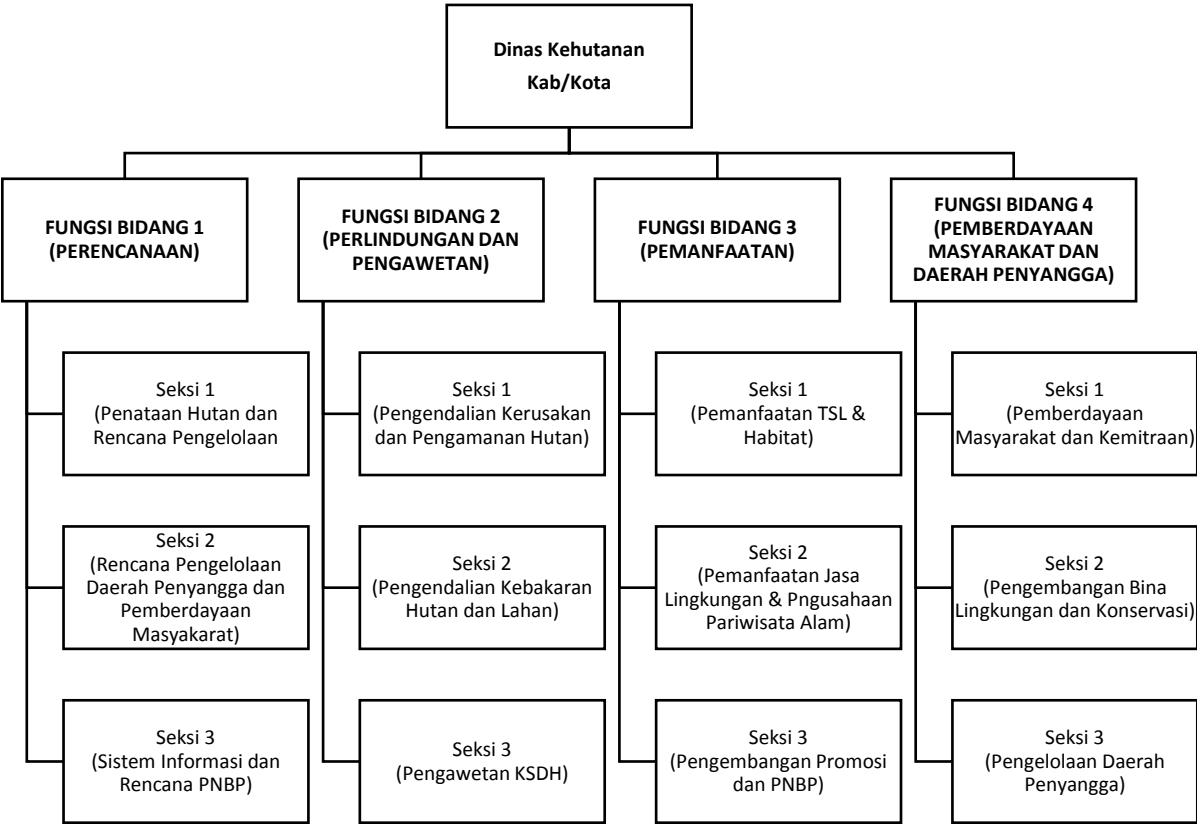 Dinas Kehutanan
Kab/Kota
FUNGSI BIDANG 1
(PERENCANAAN)
Seksi 1
(Penataan Hutan dan
Rencana Pengelolaan
Seksi 2
(Rencana Pengelolaan
Daerah Penyangga dan
Pemberdayaan
Masyakarat)
Seksi 3
(Sistem Informasi dan
Rencana PNBP)
FUNGSI BIDANG 2
(PERLINDUNGAN DAN
PENGAWETAN)
Seksi 1
(Pengendalian Kerusakan
dan Pengamanan Hutan)
Seksi 2
(Pengendalian Kebakaran
Hutan dan Lahan)
Seksi 3
(Pengawetan KSDH)
FUNGSI BIDANG 3
(PEMANFAATAN)
Seksi 1
(Pemanfaatan TSL &
Habitat)
Seksi 2
(Pemanfaatan Jasa
Lingkungan & Pngusahaan
Pariwisata Alam)
Seksi 3
(Pengembangan Promosi
dan PNBP)
FUNGSI BIDANG 4
(PEMBERDAYAAN
MASYARAKAT DAN
DAERAH PENYANGGA)
Seksi 1
(Pemberdayaan
Masyarakat dan Kemitraan)
Seksi 2
(Pengembangan Bina
Lingkungan dan Konservasi)
Seksi 3
(Pengelolaan Daerah
Penyangga)